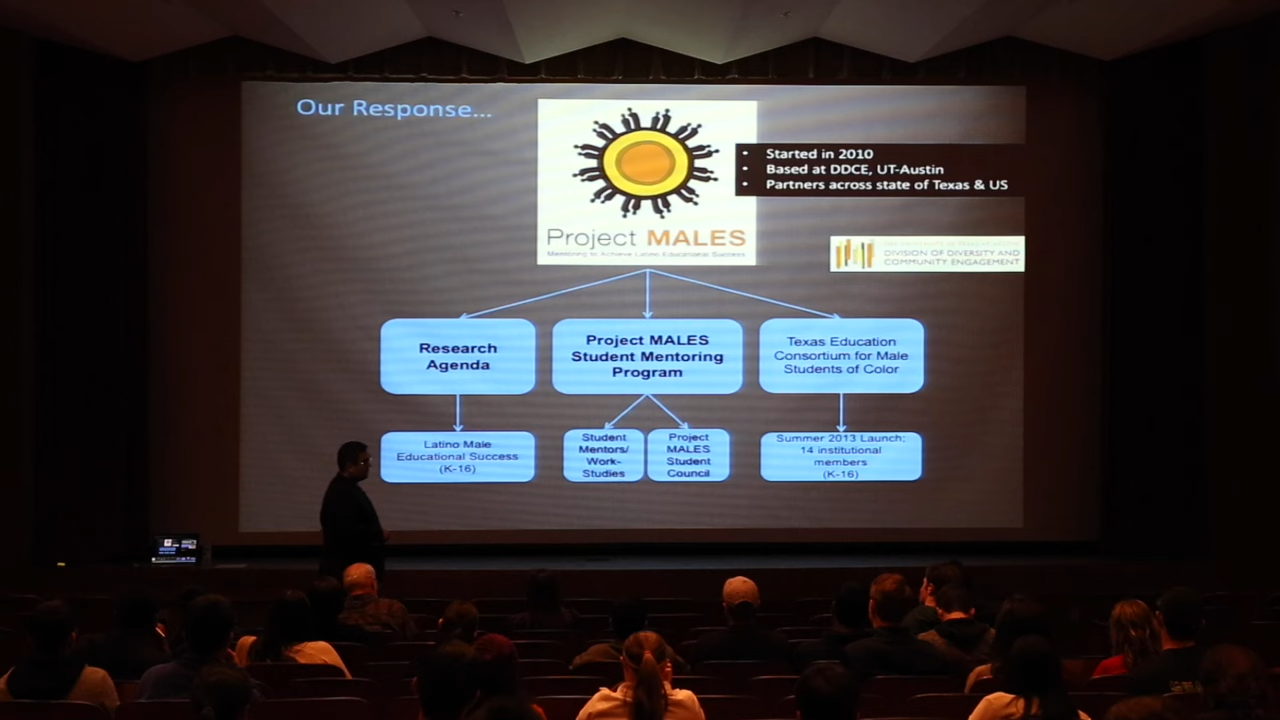 Our Response...
Project MALES
Mentoring to Achieve Latino Educational Success
• Started in 2010
• Based at DDCE, UT-Austin
• Partners across state of Texas & US
DIVISION OF DIVERSITY AND
COMMUNITY ENGAGEMENT
Research
Agenda
Project MALES
Student Mentoring
Program
Texas Education
Consortium for Male
Students of Color
Latino Male
Educational Success
(K-16)
Student
Mentors/
Work-
Studies
Project
MALES
Student
Council
Summer 2013 Launch;
14 institutional
members
(K-16)